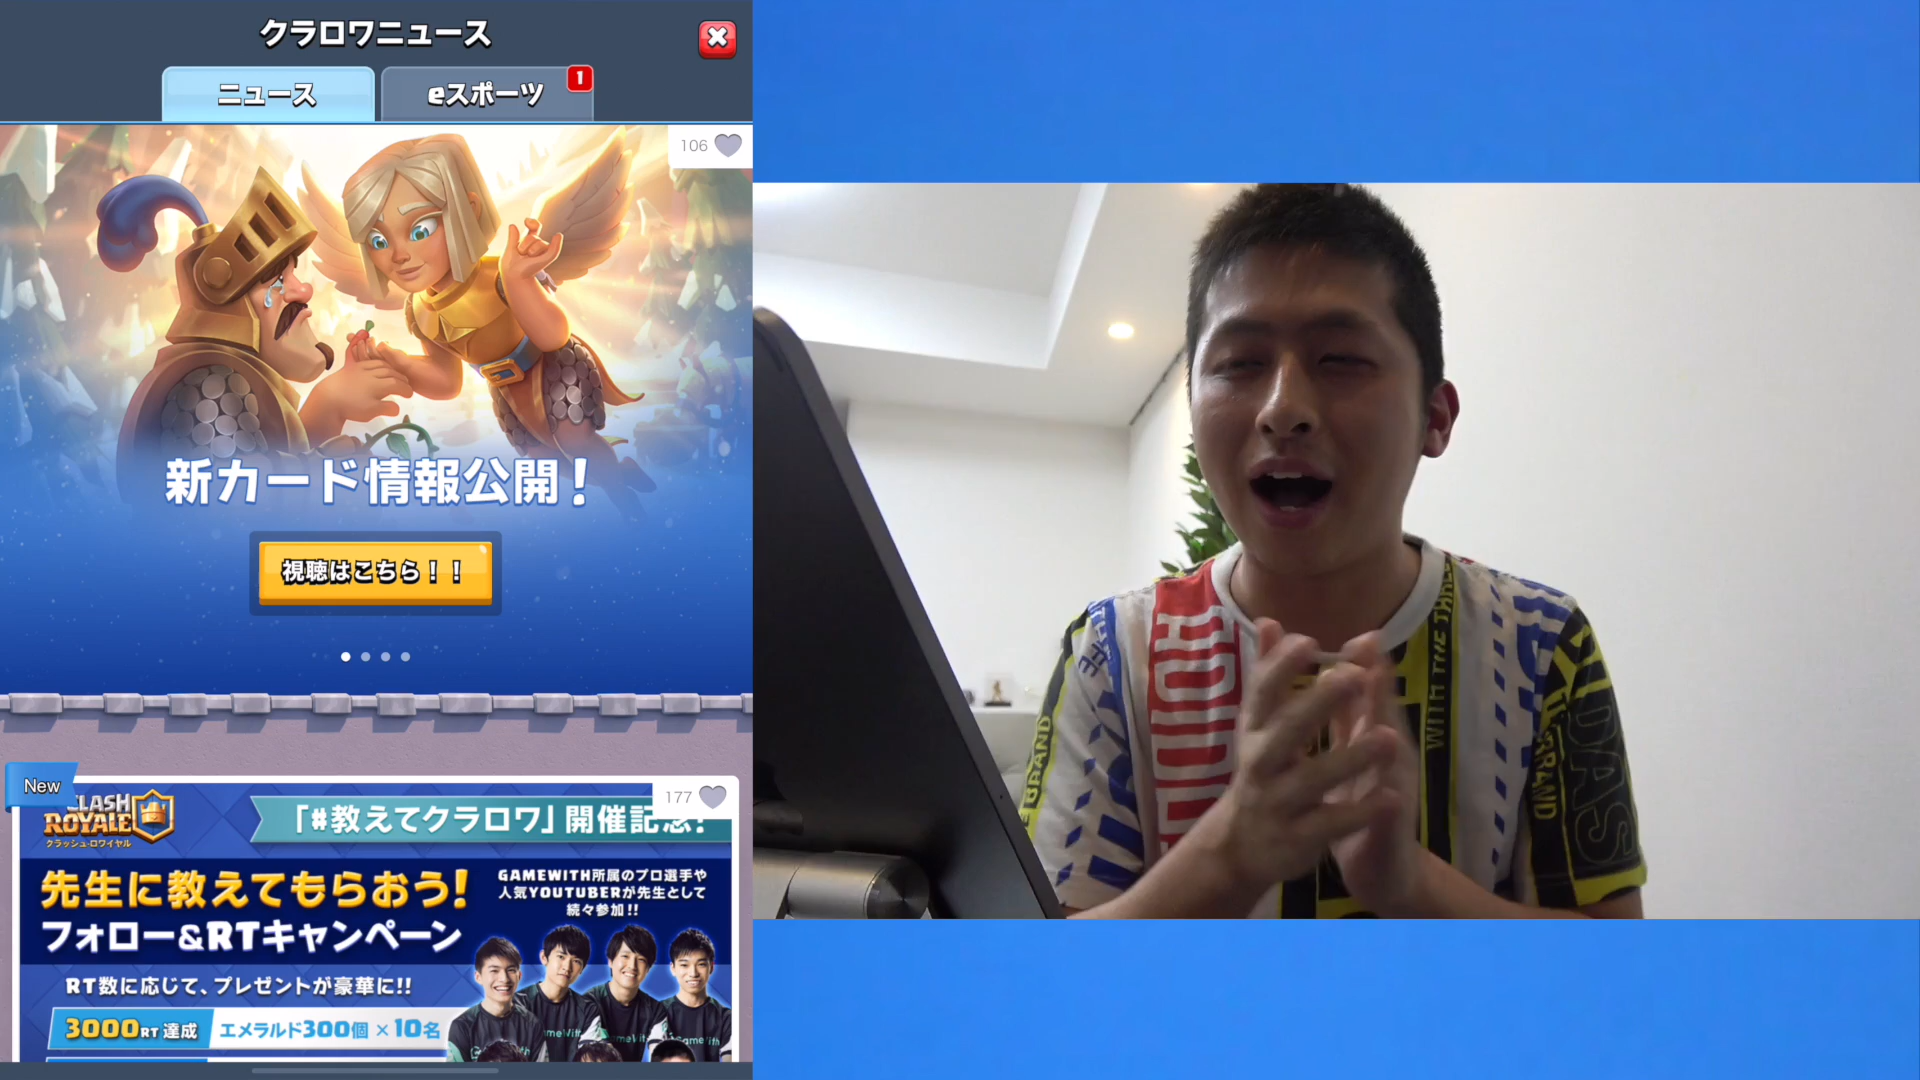 クラロワニュース
ニュース
eスポーツ
1
106
新カード情報公開！
視聴はこちら！！
New
177
CLASH
ROYALE
クラッシュ・ロワイヤル
「#教えてクラロワ」開催記念!
先生に教えてもらおう!
GAMEWITH所属のプロ選手や
人気YOUTUBERが先生として
続々参加!!
フォロー&RTキャンペーン
RT数に応じて、プレゼントが豪華に!!
3000RT 達成
エメラルド300個 ×10名
WITH THE THREE
BRAND